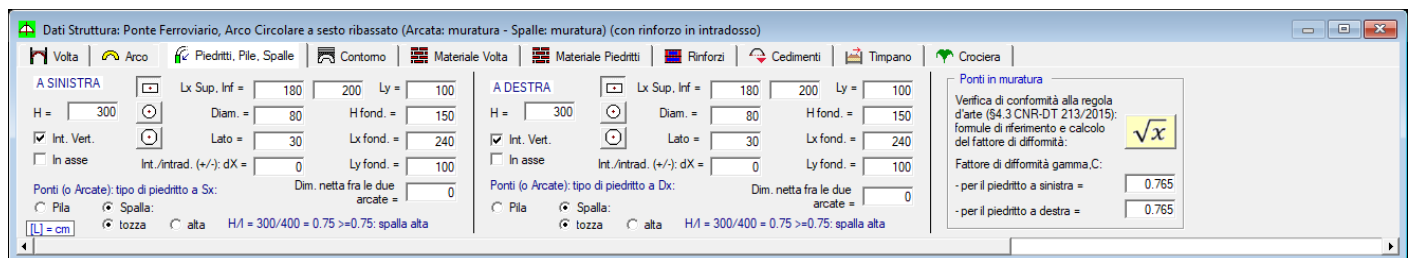 Dati Struttura: Ponte Ferroviario, Arco Circolare a sesto ribassato (Arcata: muratura - Spalle: muratura) (con rinforzo in intradosso)
Volta Arco Piedritti, Pile, Spalle Contorno Materiale Volta Materiale Piedritti Rinforzi Cedimenti Timpano Crociera
A SINISTRA
Lx Sup, Inf = 180 200 Ly = 100
H = 300
Diam. = 80 H fond. = 150
Int. Vert.
Lato = 30 Lx fond. = 240
In asse
Int./intrad. (+/-): dX = 0 Ly fond. = 100
Ponti (o Arcate): tipo di piedritto a Sx:
Dim. netta fra le due arcate = 0
Pila Spalla:
tozza alta H/l = 300/400 = 0.75 >=0.75: spalla alta
[L] = cm
A DESTRA
Lx Sup, Inf = 180 200 Ly = 100
H = 300
Diam. = 80 H fond. = 150
Int. Vert.
Lato = 30 Lx fond. = 240
In asse
Int./intrad. (+/-): dX = 0 Ly fond. = 100
Ponti (o Arcate): tipo di piedritto a Dx:
Dim. netta fra le due arcate = 0
Pila Spalla:
tozza alta H/l = 300/400 = 0.75 >=0.75: spalla alta
Ponti in muratura
Verifica di conformità alla regola
d'arte (§4.3 CNR-DT 213/2015):
formule di riferimento e calcolo
del fattore di difformità:
√x
Fattore di difformità gamma,C:
- per il piedritto a sinistra = 0.765
- per il piedritto a destra = 0.765